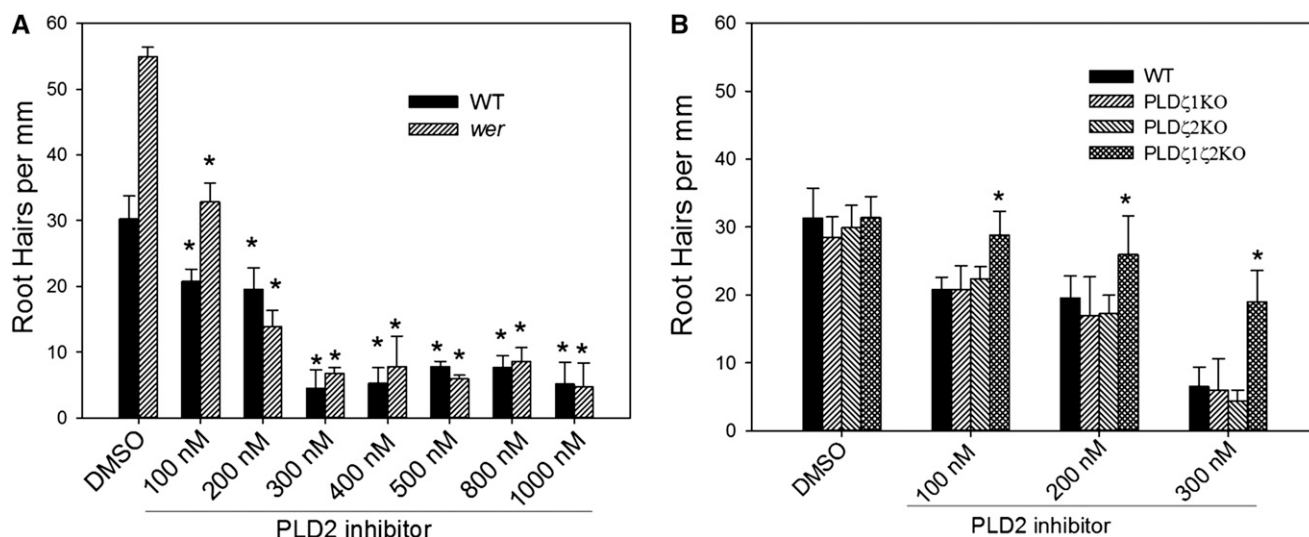 A
Root Hairs per mm
60
50
40
30
20
10
0
WT
wer
* * * * * * * * * * * * * *
DMSO
100 nM
200 nM
300 nM
400 nM
500 nM
800 nM
1000 nM
PLD2 inhibitor
B
Root Hairs per mm
60
50
40
30
20
10
0
WT
PLDζ1KO
PLDζ2KO
PLDζ1ζ2KO
* * *
DMSO
100 nM
200 nM
300 nM
PLD2 inhibitor